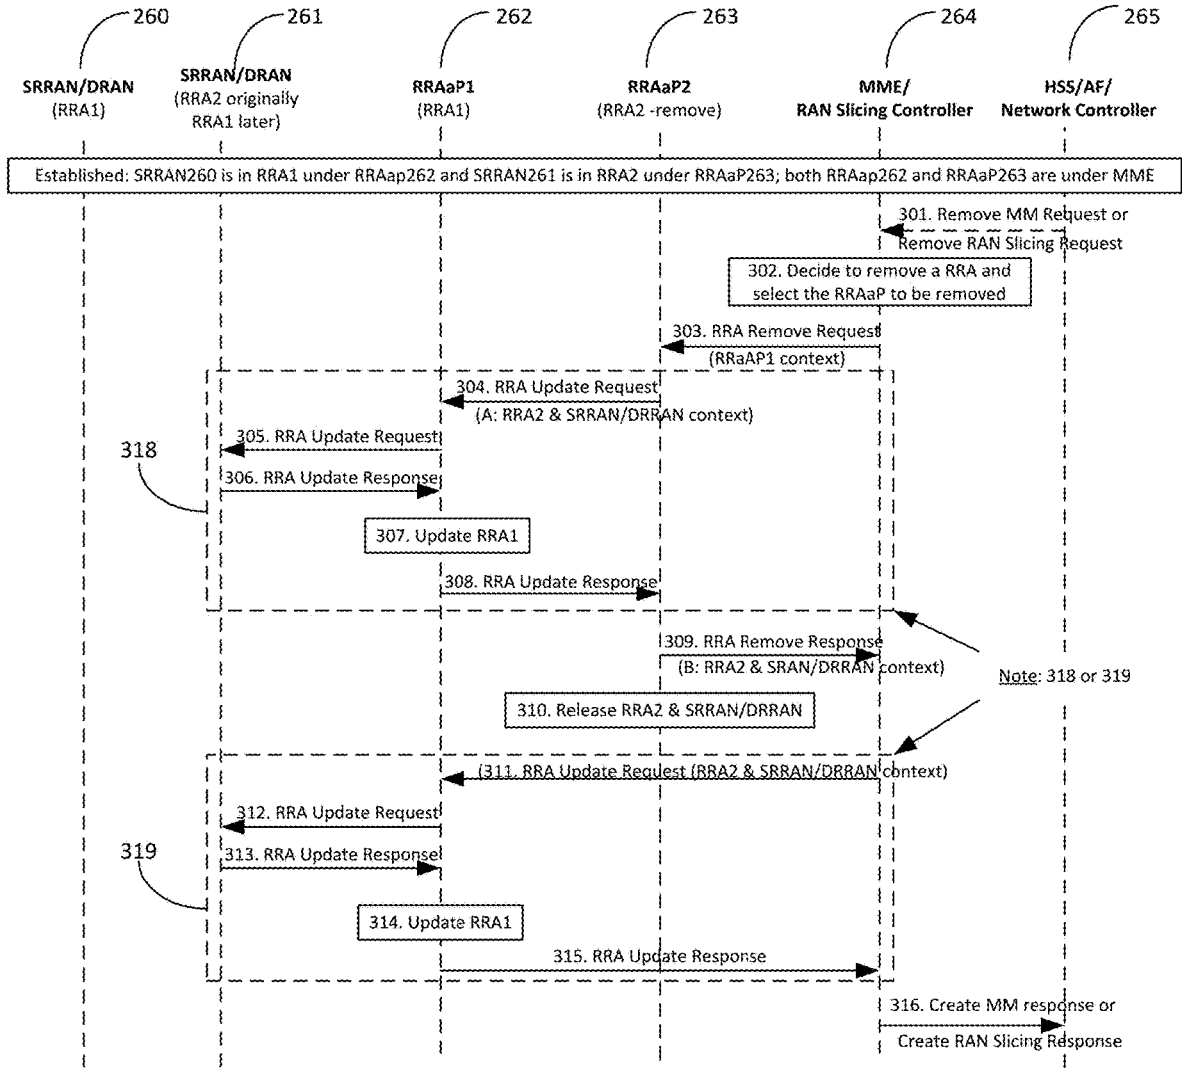 260
261
262
263
264
265
SRRAN/DRAN
(RRA1)
SRRAN/DRAN
(RRA2 originally
RRA1 later)
RRAaP1
(RRA1)
RRAaP2
(RRA2 -remove)
MME/
RAN Slicing Controller
HSS/AF/
Network Controller
Established: SRRAN260 is in RRA1 under RRAap262 and SRRAN261 is in RRA2 under RRAaP263; both RRAap262 and RRAaP263 are under MME
301. Remove MM Request or
Remove RAN Slicing Request
302. Decide to remove a RRA and
select the RRAaP to be removed
303. RRA Remove Request
(RRaAP1 context)
304. RRA Update Request
(A: RRA2 & SRRAN/DRRAN context)
305. RRA Update Request
318
306. RRA Update Response
307. Update RRA1
308. RRA Update Response
309. RRA Remove Response
(B: RRA2 & SRAN/DRRAN context)
Note: 318 or 319
310. Release RRA2 & SRRAN/DRRAN
(311. RRA Update Request (RRA2 & SRRAN/DRRAN context)
312. RRA Update Request
319
313. RRA Update Response
314. Update RRA1
315. RRA Update Response
316. Create MM response or
Create RAN Slicing Response